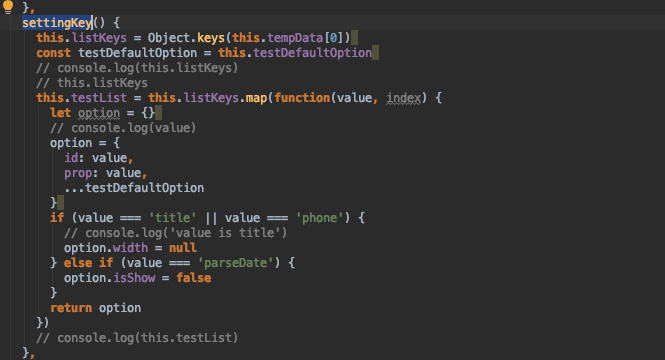 },
settingKey() {
this.listKeys = Object.keys(this.tempData[0])
const testDefaultOption = this.testDefaultOption
// console.log(this.listKeys)
// this.listKeys
this.testList = this.listKeys.map(function(value, index) {
let option = {}
// console.log(value)
option = {
id: value,
prop: value,
...testDefaultOption
}
if (value === 'title' || value === 'phone') {
// console.log('value is title')
option.width = null
} else if (value === 'parseDate') {
option.isShow = false
}
return option
})
// console.log(this.testList)
},